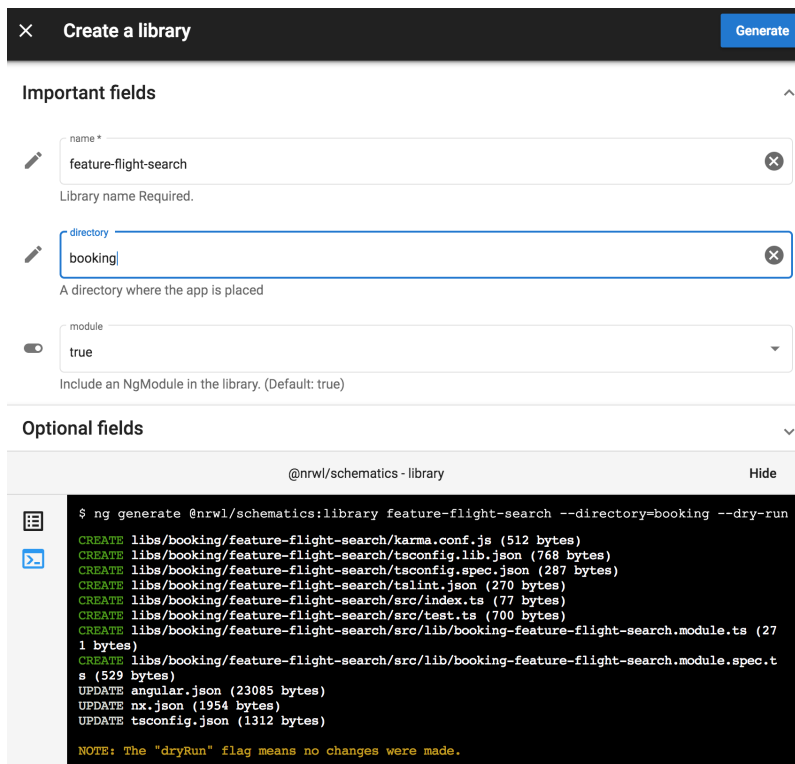 Create a library
Generate
Important fields
name *
feature-flight-search
Library name Required.
directory
booking
A directory where the app is placed
module
true
Include an NgModule in the library. (Default: true)
Optional fields
@nrwl/schematics - library
Hide
$ ng generate @nrwl/schematics:library feature-flight-search --directory=booking --dry-run
CREATE libs/booking/feature-flight-search/karma.conf.js (512 bytes)
CREATE libs/booking/feature-flight-search/tsconfig.lib.json (768 bytes)
CREATE libs/booking/feature-flight-search/tsconfig.spec.json (287 bytes)
CREATE libs/booking/feature-flight-search/tslint.json (270 bytes)
CREATE libs/booking/feature-flight-search/src/index.ts (77 bytes)
CREATE libs/booking/feature-flight-search/src/test.ts (700 bytes)
CREATE libs/booking/feature-flight-search/src/lib/booking-feature-flight-search.module.ts (27
1 bytes)
CREATE libs/booking/feature-flight-search/src/lib/booking-feature-flight-search.module.spec.t
s (529 bytes)
UPDATE angular.json (23085 bytes)
UPDATE nx.json (1954 bytes)
UPDATE tsconfig.json (1312 bytes)
NOTE: The "dryRun" flag means no changes were made.